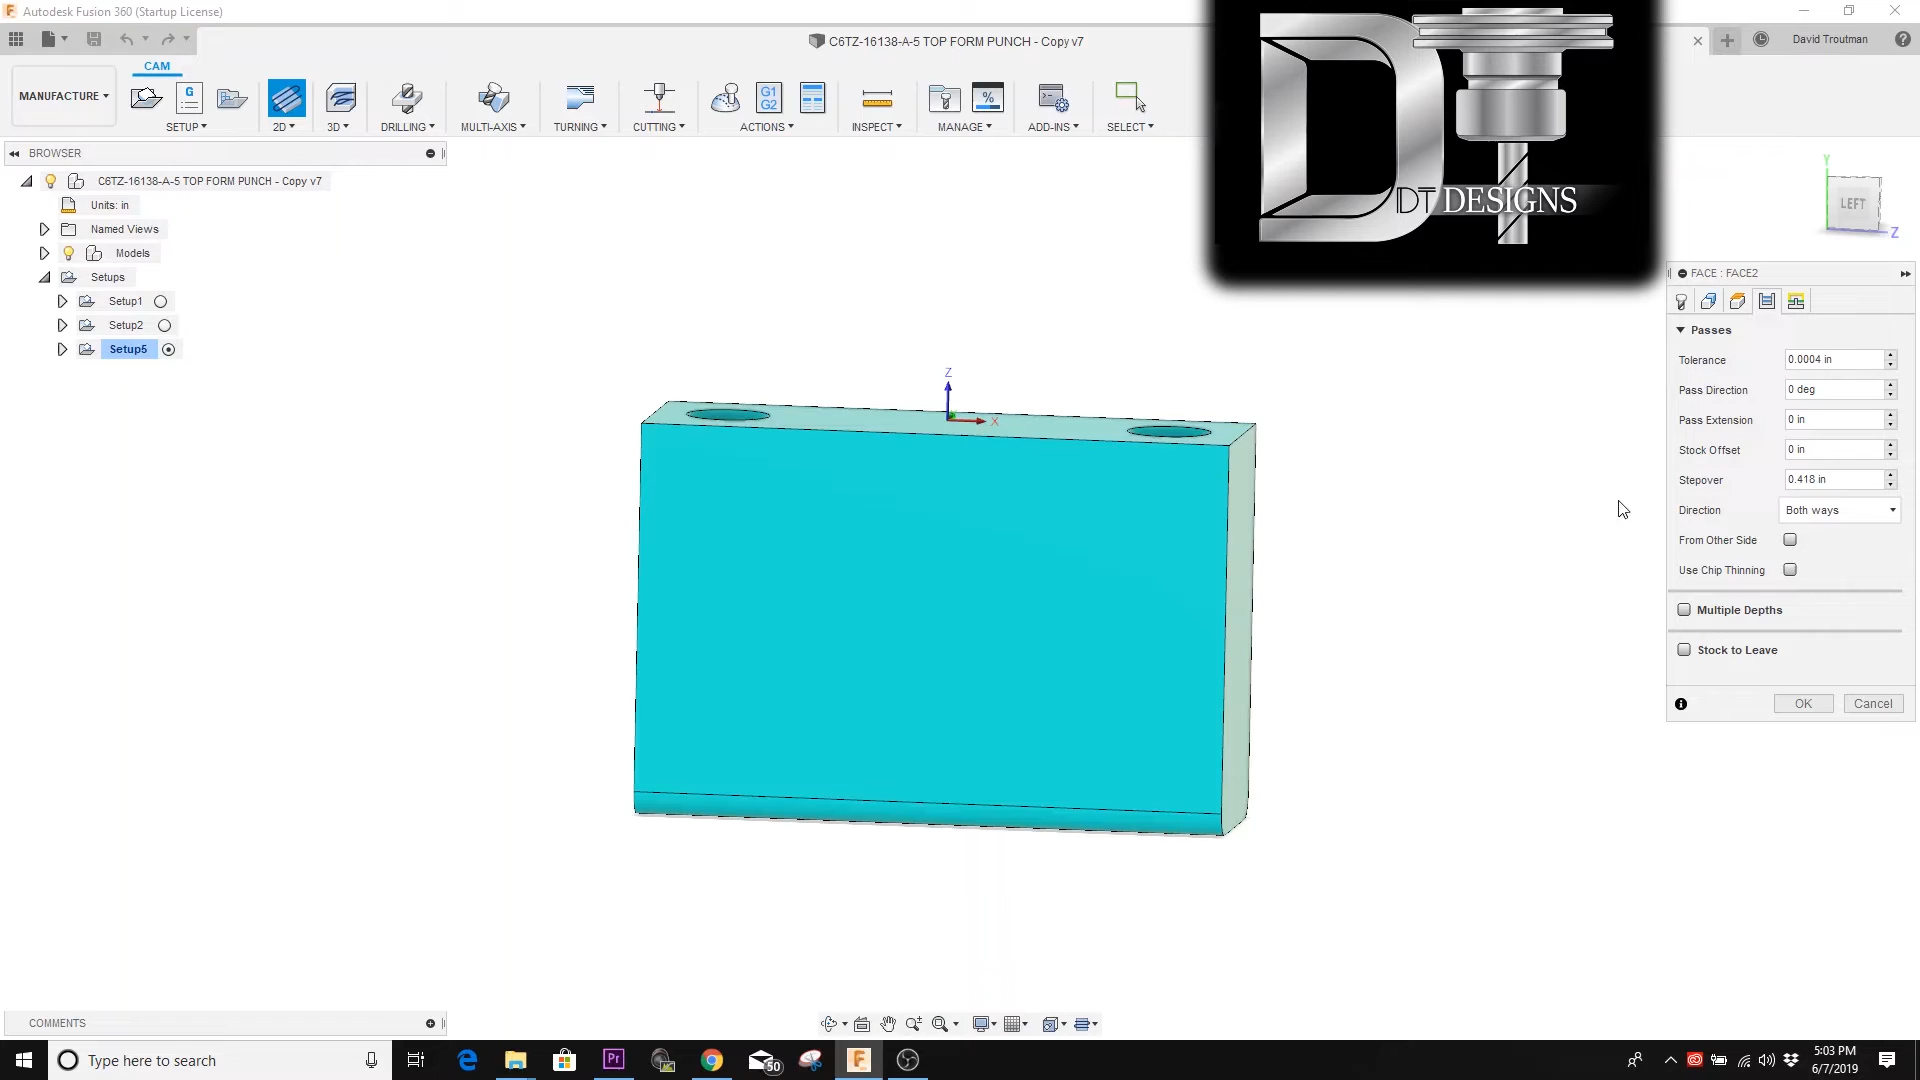 Autodesk Fusion 360 (Startup License)
C6TZ-16138-A-5 TOP FORM PUNCH - Copy v7
David Troutman
CAM
MANUFACTURE
SETUP
2D
3D
DRILLING
MULTI-AXIS
TURNING
CUTTING
G1
G2
ACTIONS
INSPECT
MANAGE
ADD-INS
SELECT
DT DESIGNS
BROWSER
C6TZ-16138-A-5 TOP FORM PUNCH - Copy v7
Units: in
Named Views
Models
Setups
Setup1
Setup2
Setup5
Y
LEFT
Z
Z
X
FACE : FACE2
Passes
Tolerance 0.0004 in
Pass Direction 0 deg
Pass Extension 0 in
Stock Offset 0 in
Stepover 0.418 in
Direction Both ways
From Other Side
Use Chip Thinning
Multiple Depths
Stock to Leave
OK Cancel
COMMENTS
Type here to search
Pr
50
5:03 PM
6/7/2019